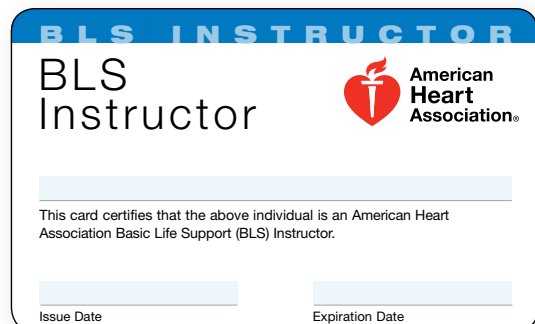 BLS INSTRUCTOR
BLS
Instructor
American
Heart
Association®
This card certifies that the above individual is an American Heart
Association Basic Life Support (BLS) Instructor.
Issue Date
Expiration Date